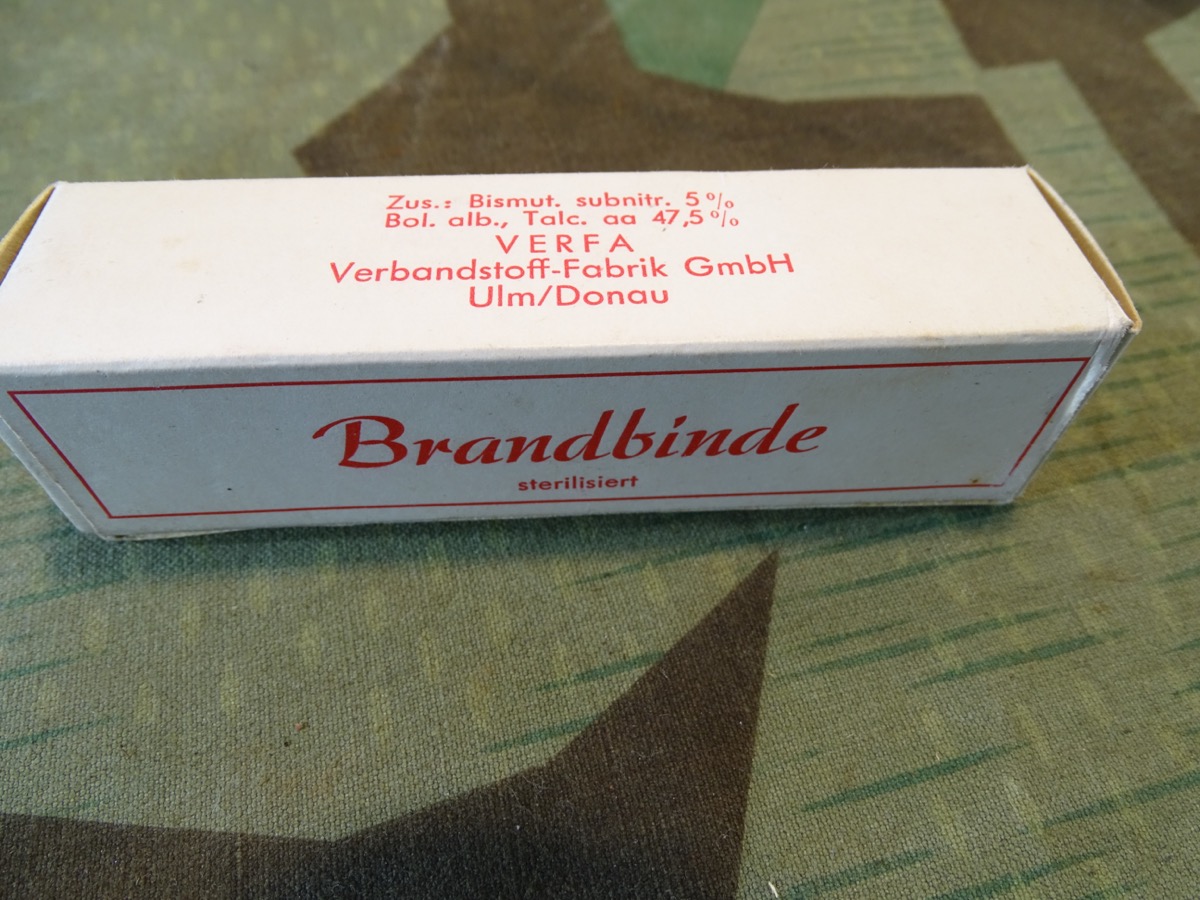 Zus.: Bismut. subnitr. 5%
Bol. alb., Talc. aa 47,5%
VERFA
Verbandstoff-Fabrik GmbH
Ulm/Donau
Brandbinde
sterilisiert